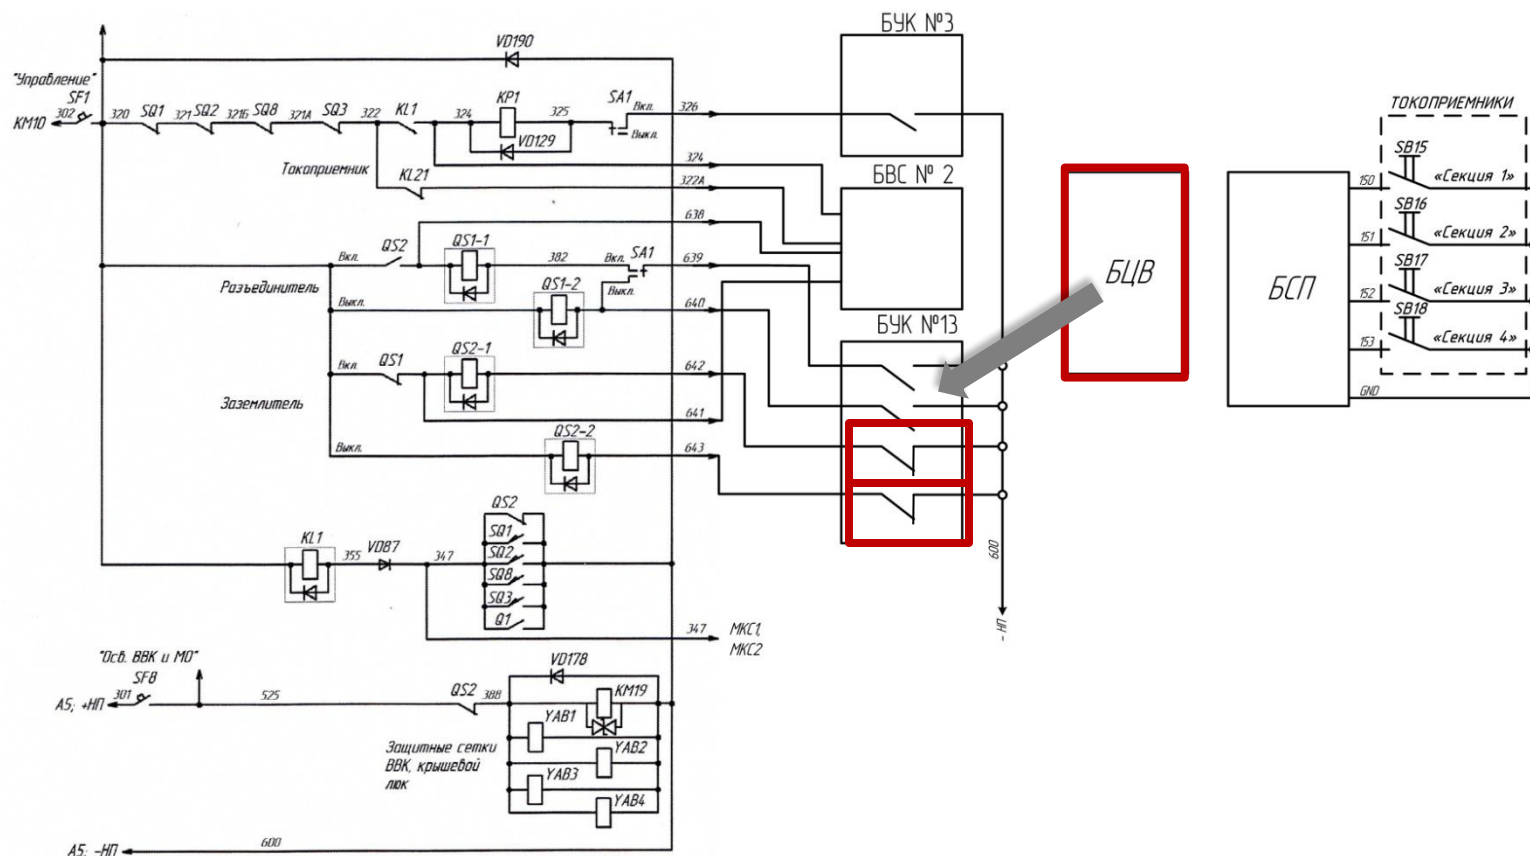 БУК №3
VD190
"Управление"
SF1
KM10
302
320
SQ1
321
SQ2
321Б
SQ8
321А
SQ3
322
KL1
324
KP1
325
SA1
Вкл.
326
Выкл.
VD129
324
Токоприемник
KL21
322А
БВС № 2
638
QS2
QS1-1
Вкл.
382
Вкл.
SA1
639
Разъединитель
QS1-2
Выкл.
Выкл.
640
БУК №13
QS1
QS2-1
Вкл.
642
Заземлитель
641
QS2-2
Выкл.
643
БЦВ
БСП
ТОКОПРИЕМНИКИ
SB15
150
«Секция 1»
SB16
151
«Секция 2»
SB17
152
«Секция 3»
SB18
153
«Секция 4»
GND
QS2
KL1
355
VD87
347
SQ1
SQ2
SQ8
SQ3
Q1
347
МКС1,
МКС2
600
- НП
"Осв. ВВК и МО"
SF8
А5; +НП
301
525
QS2
388
VD178
KM19
YAB1
YAB2
YAB3
YAB4
Защитные сетки
ВВК, крышевой
люк
А5; -НП
600